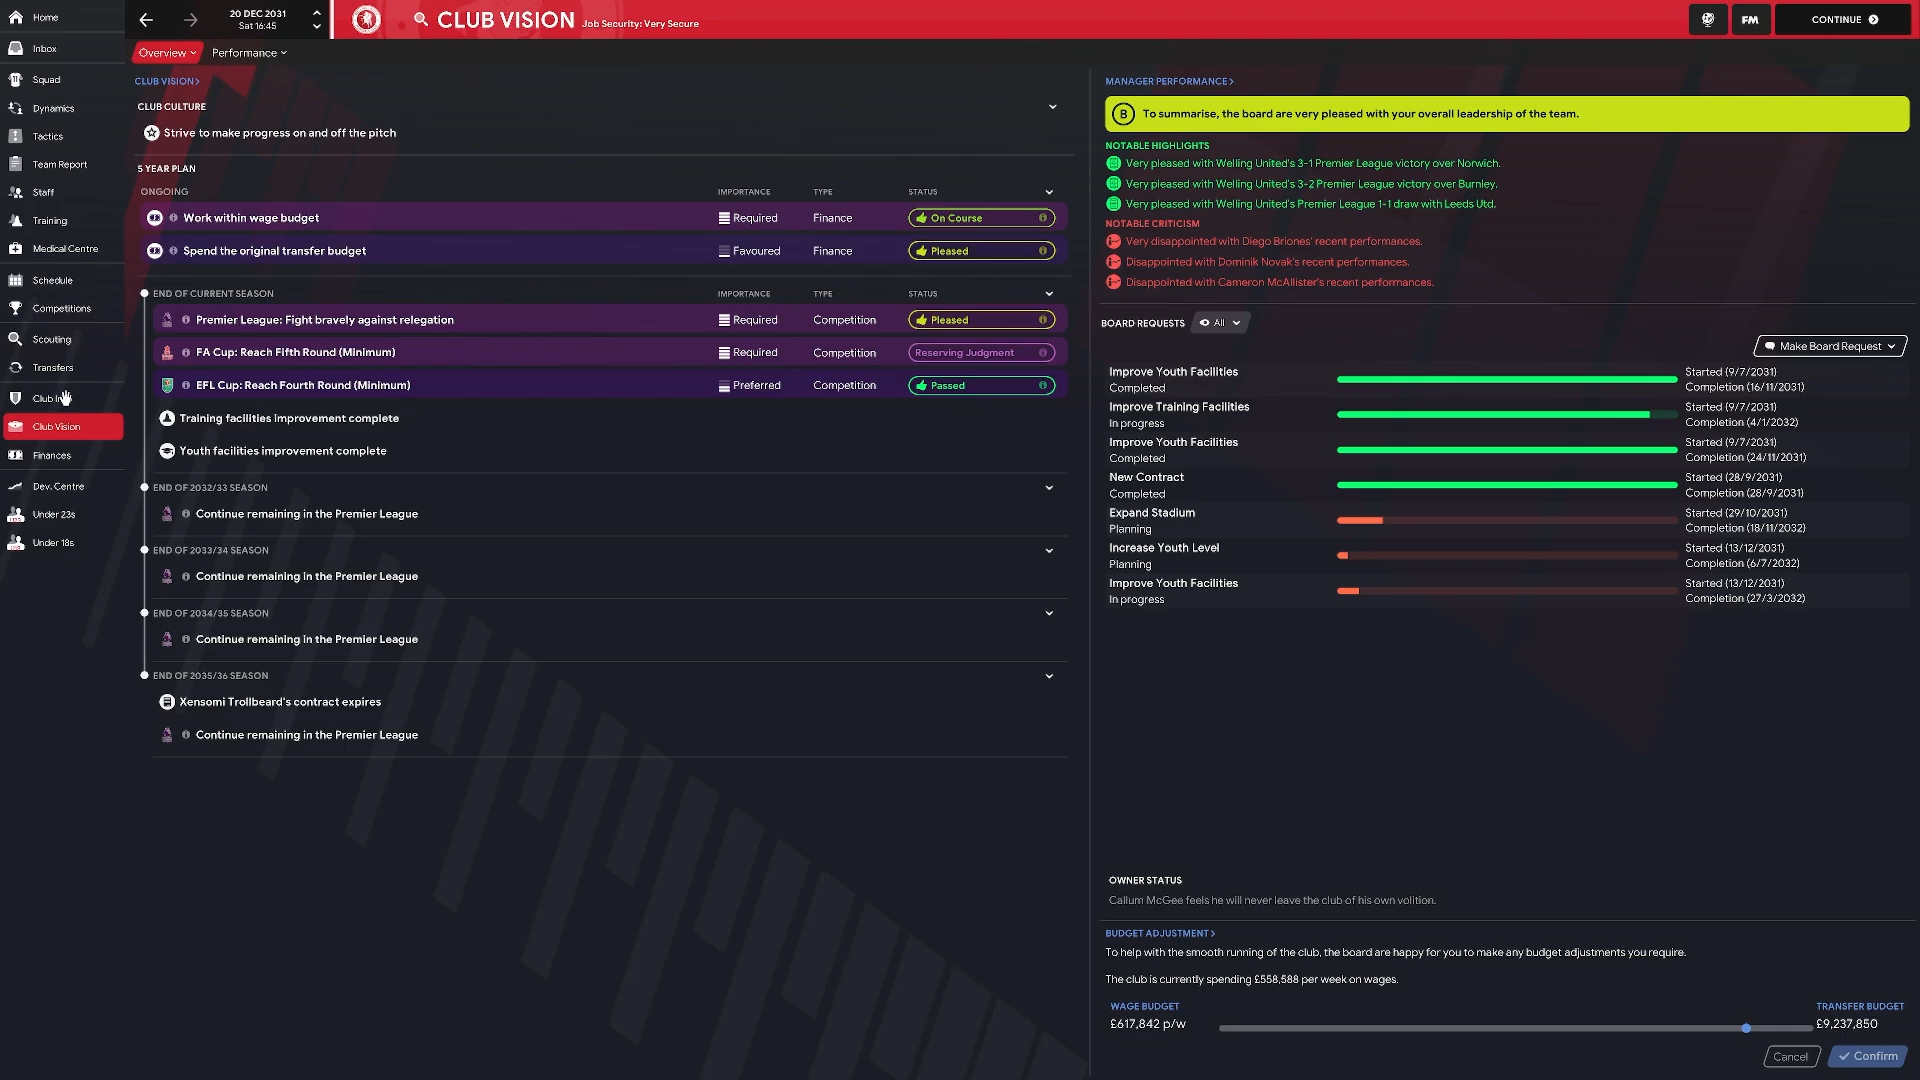 Home
Inbox
Squad
Dynamics
Tactics
Team Report
Staff
Training
Medical Centre
Schedule
Competitions
Scouting
Transfers
Club
Club Vision
Finances
Dev. Centre
Under 23s
Under 18s
20 DEC 2031
Sat 16:45
CLUB VISION Job Security: Very Secure
FM
CONTINUE
Overview
Performance
CLUB VISION>
CLUB CULTURE
Strive to make progress on and off the pitch
5 YEAR PLAN
ONGOING IMPORTANCE TYPE STATUS
Work within wage budget Required Finance On Course
Spend the original transfer budget Favoured Finance Pleased
END OF CURRENT SEASON IMPORTANCE TYPE STATUS
Premier League: Fight bravely against relegation Required Competition Pleased
FA Cup: Reach Fifth Round (Minimum) Required Competition Reserving Judgment
EFL Cup: Reach Fourth Round (Minimum) Preferred Competition Passed
Training facilities improvement complete
Youth facilities improvement complete
END OF 2032/33 SEASON
Continue remaining in the Premier League
END OF 2033/34 SEASON
Continue remaining in the Premier League
END OF 2034/35 SEASON
Continue remaining in the Premier League
END OF 2035/36 SEASON
Xensomi Trollbeard's contract expires
Continue remaining in the Premier League
MANAGER PERFORMANCE>
B To summarise, the board are very pleased with your overall leadership of the team.
NOTABLE HIGHLIGHTS
Very pleased with Welling United's 3-1 Premier League victory over Norwich.
Very pleased with Welling United's 3-2 Premier League victory over Burnley.
Very pleased with Welling United's Premier League 1-1 draw with Leeds Utd.
NOTABLE CRITICISM
Very disappointed with Diego Briones' recent performances.
Disappointed with Dominik Novak's recent performances.
Disappointed with Cameron McAllister's recent performances.
BOARD REQUESTS All
Make Board Request
Improve Youth Facilities Started (9/7/2031)
Completed Completion (16/11/2031)
Improve Training Facilities Started (9/7/2031)
In progress Completion (4/1/2032)
Improve Youth Facilities Started (9/7/2031)
Completed Completion (24/11/2031)
New Contract Started (28/9/2031)
Completed Completion (28/9/2031)
Expand Stadium Started (29/10/2031)
Planning Completion (18/11/2032)
Increase Youth Level Started (13/12/2031)
Planning Completion (6/7/2032)
Improve Youth Facilities Started (13/12/2031)
In progress Completion (27/3/2032)
OWNER STATUS
Callum McGee feels he will never leave the club of his own volition.
BUDGET ADJUSTMENT>
To help with the smooth running of the club, the board are happy for you to make any budget adjustments you require.
The club is currently spending £558,588 per week on wages.
WAGE BUDGET TRANSFER BUDGET
£617,842 p/w £9,237,850
Cancel Confirm